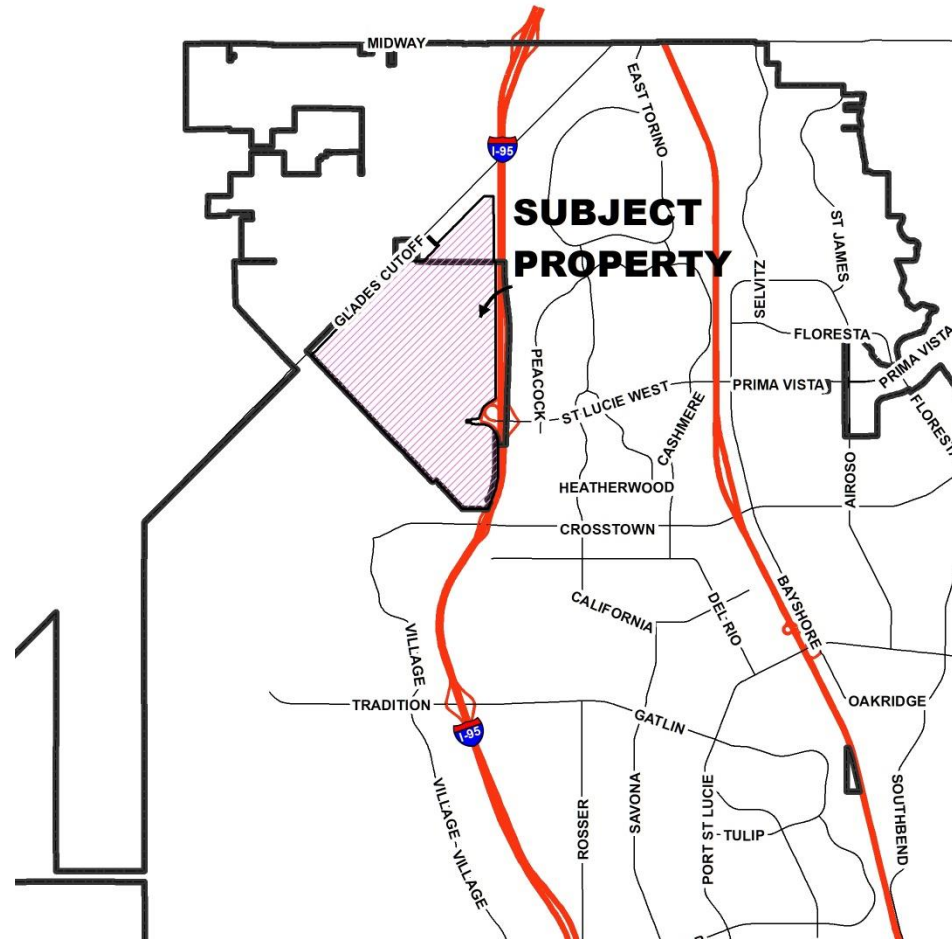 MIDWAY
EAST TORINO
I-95
SUBJECT
PROPERTY
GLADES CUTOFF
SELVITZ
ST JAMES
FLORESTA
PRIMA VISTA
PEACOCK
ST LUCIE WEST
PRIMA VISTA
FLORESTA
CASHMERE
HEATHERWOOD
AIROSO
CROSSTOWN
CALIFORNIA
DEL RIO
BAYSHORE
VILLAGE
TRADITION
OAKRIDGE
GATLIN
I-95
VILLAGE
VILLAGE
ROSSER
SAVONA
PORT ST LUCIE
TULIP
SOUTHBEND